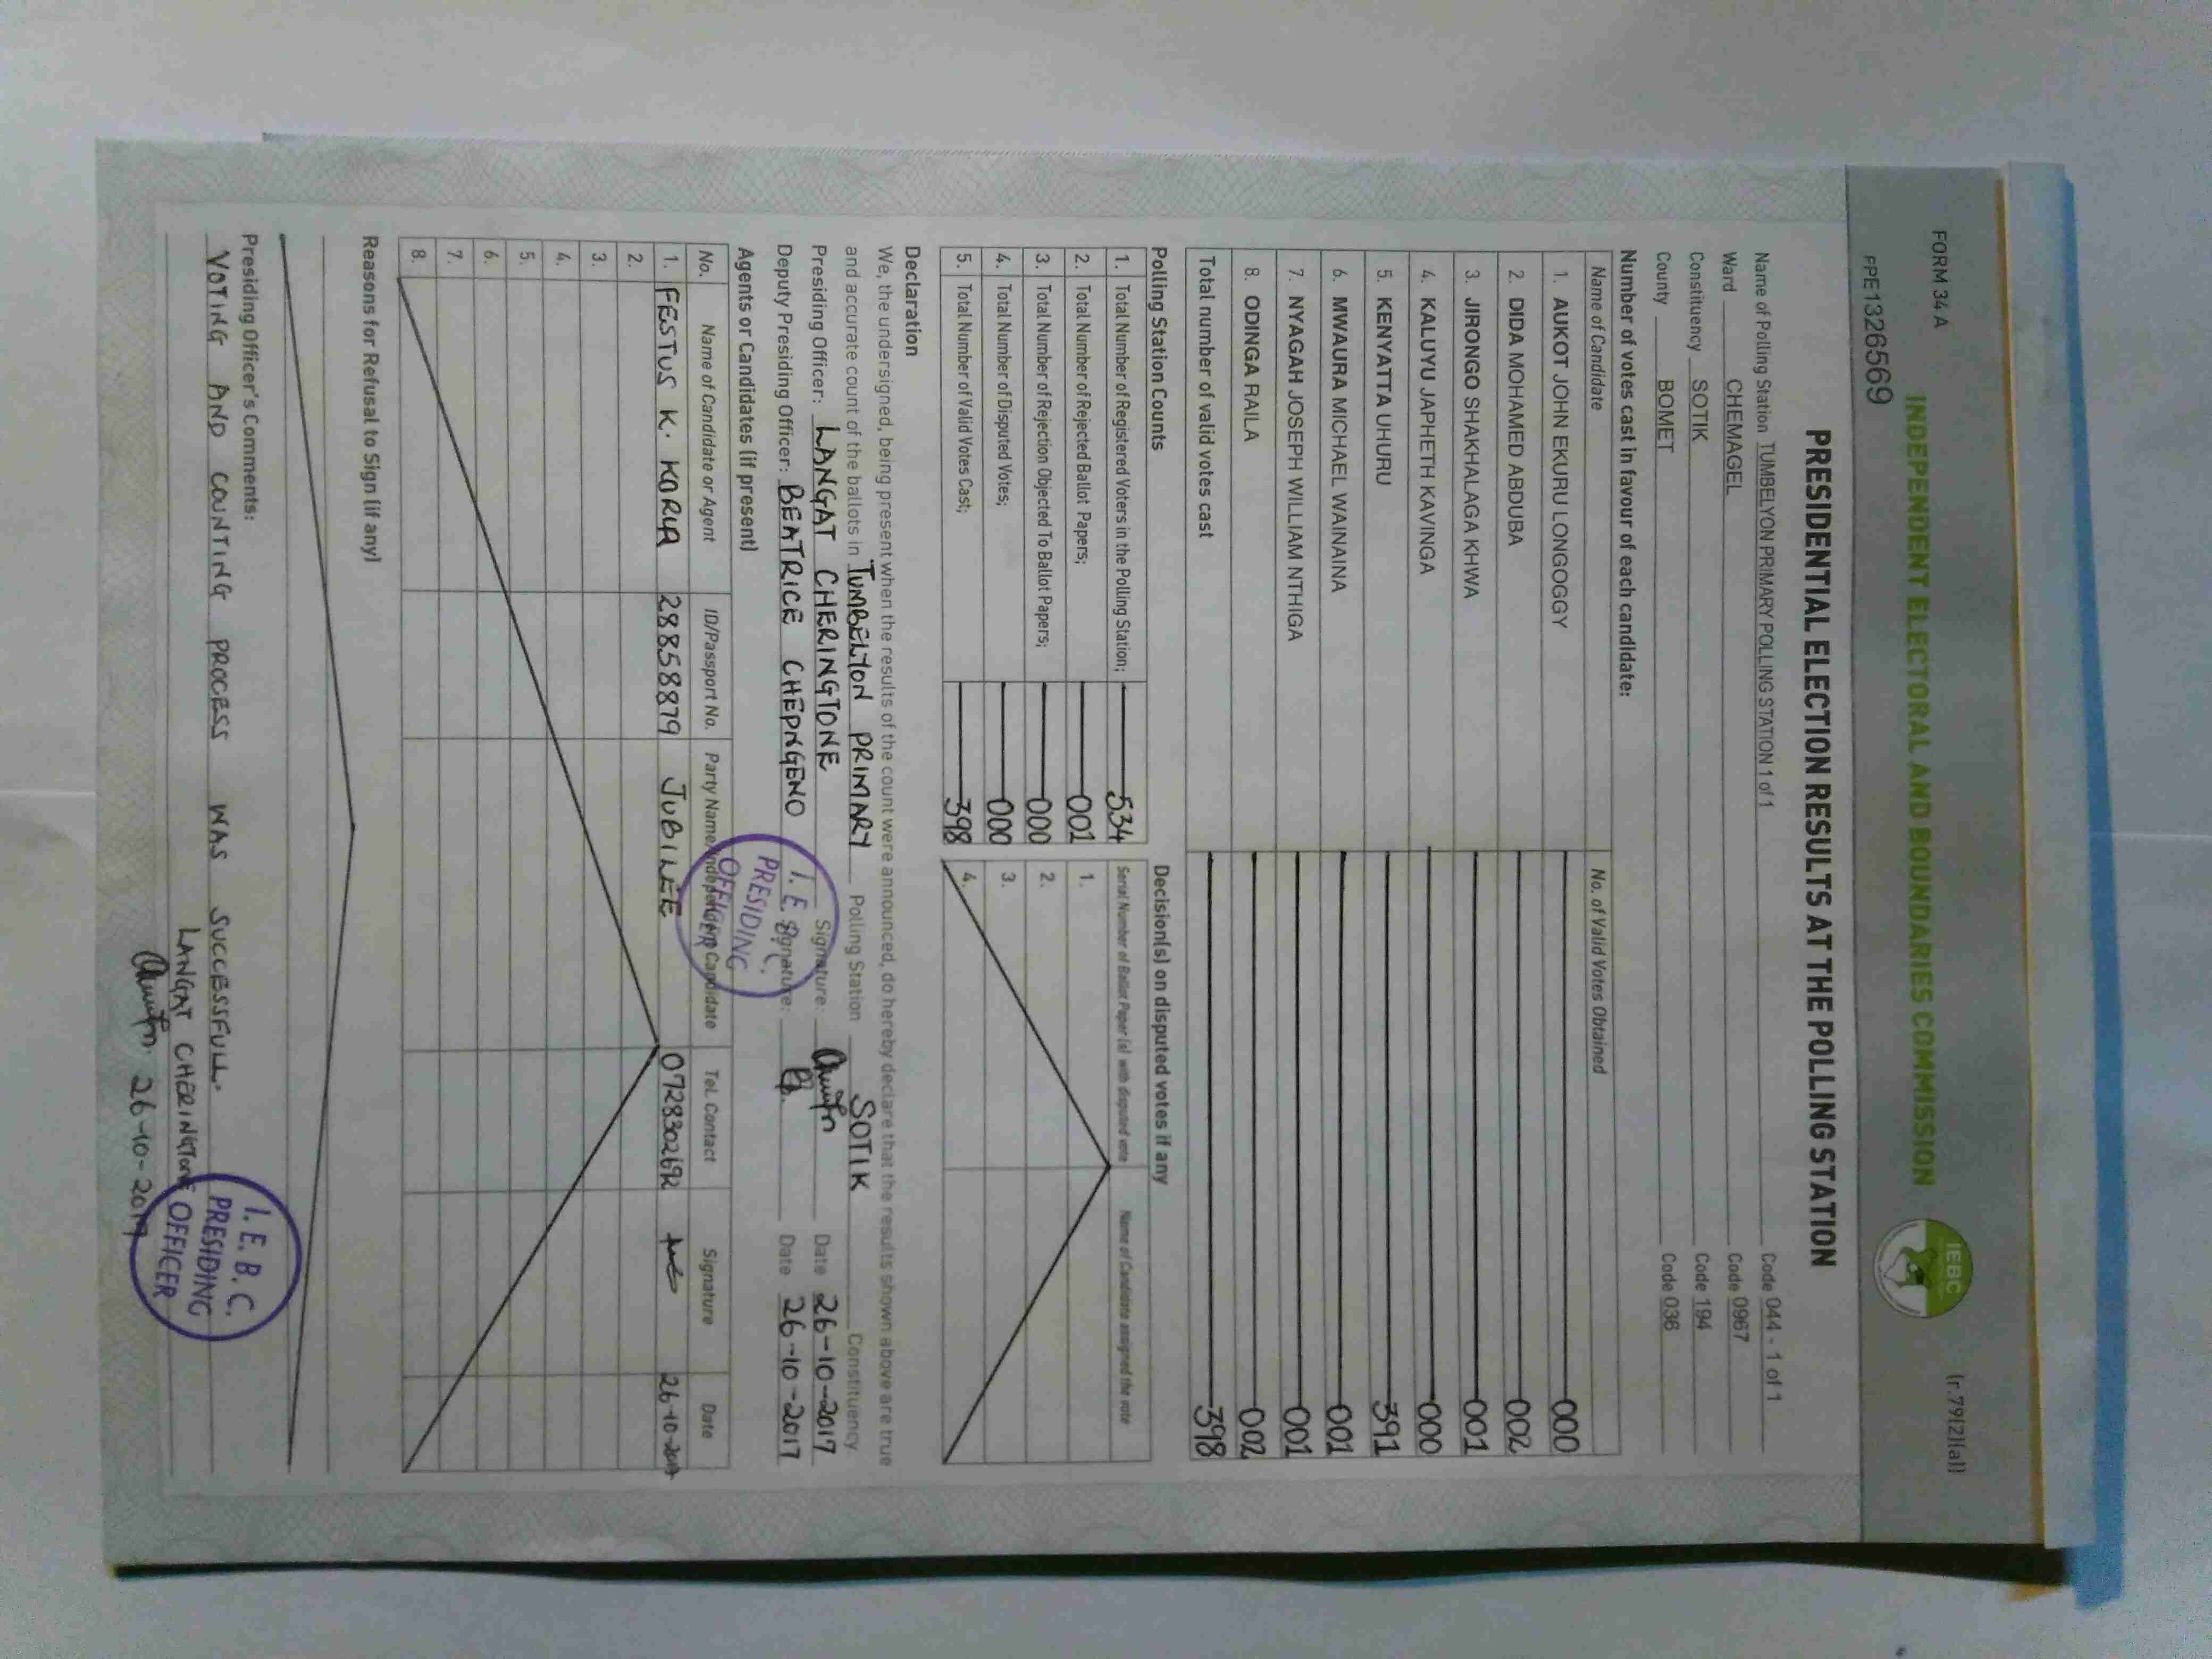 FORM 34 A
(r.79(2)(a))
INDEPENDENT ELECTORAL AND BOUNDARIES COMMISSION
IEBC
PPE1326569
PRESIDENTIAL ELECTION RESULTS AT THE POLLING STATION
Name of Polling Station TUMBELYON PRIMARY POLLING STATION 1 of 1 Code 044 - 1 of 1
Ward CHEMAGEL Code 0967
Constituency SOTIK Code 194
County BOMET Code 036
Number of votes cast in favour of each candidate:
Name of Candidate No. of Valid Votes Obtained
1. AUKOT JOHN EKURU LONGOGGY 000
2. DIDA MOHAMED ABDUBA 002
3. JIRONGO SHAKHALAGA KHWA 001
4. KALUYU JAPHETH KAVINGA 000
5. KENYATTA UHURU 391
6. MWAURA MICHAEL WAINAINA 001
7. NYAGAH JOSEPH WILLIAM NTHIGA 001
8. ODINGA RAILA 002
Total number of valid votes cast 398
Polling Station Counts
1. Total Number of Registered Voters in the Polling Station; 534
2. Total Number of Rejected Ballot Papers; 001
3. Total Number of Rejection Objected To Ballot Papers; 000
4. Total Number of Disputed Votes; 000
5. Total Number of Valid Votes Cast; 398
Decision(s) on disputed votes if any
Serial Number of Ballot Paper (s) with disputed vote Name of Candidate assigned the vote
1.
2.
3.
4.
Declaration
We, the undersigned, being present when the results of the count were announced, do hereby declare that the results shown above are true
and accurate count of the ballots in TUMBELYON PRIMARY Polling Station SOTIK Constituency.
Presiding Officer: LANGAT CHERINGTONE Signature: Date 26-10-2017
Deputy Presiding Officer: BEATRICE CHEPNGENO Signature: Date 26-10-2017
I.E.B.C.
PRESIDING
OFFICER
Agents or Candidates (if present)
No. Name of Candidate or Agent ID/Passport No. Party Name/Independent Candidate Tel. Contact Signature Date
1. FESTUS K. KORIR 28858879 JUBILEE 0728302692 26-10-2017
2.
3.
4.
5.
6.
7.
8.
Reasons for Refusal to Sign (if any)
Presiding Officer's Comments:
VOTING AND COUNTING PROCESS WAS SUCCESSFUL.
LANGAT CHERINGTONE
26-10-2017
I.E.B.C.
PRESIDING
OFFICER